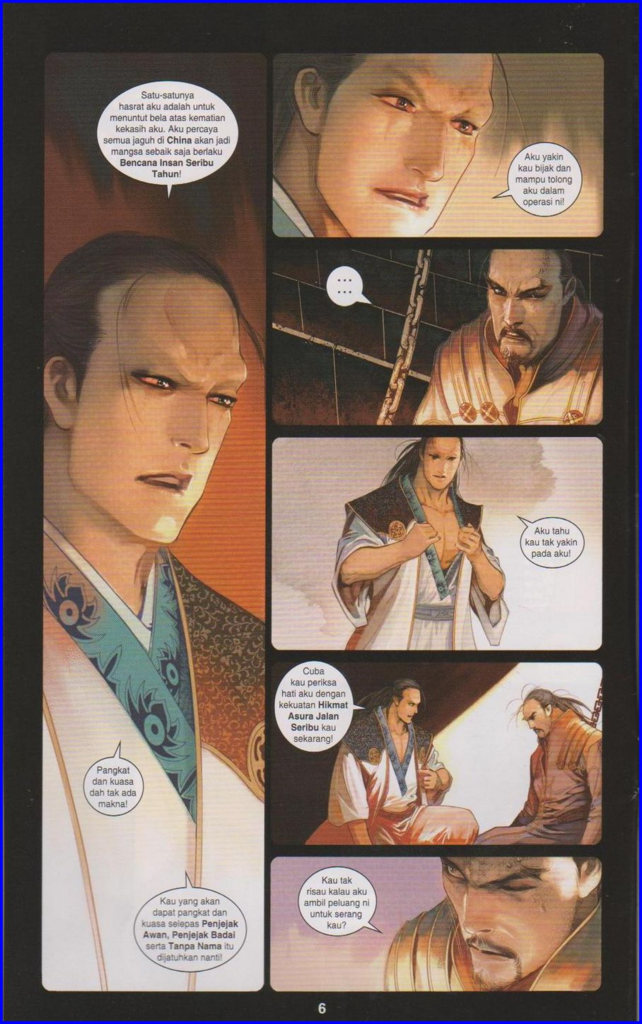 Satu-satunya
hasrat aku adalah untuk
menuntut bela atas kematian
kekasih aku. Aku percaya
semua jaguh di China akan jadi
mangsa sebaik saja berlaku
Bencana Insan Seribu
Tahun!
Pangkat
dan kuasa
dah tak ada
makna!
Kau yang akan
dapat pangkat dan
kuasa selepas Penjejak
Awan, Penjejak Badai
serta Tanpa Nama itu
dijatuhkan nanti!
Aku yakin
kau bijak dan
mampu tolong
aku dalam
operasi ni!
...
...
Aku tahu
kau tak yakin
pada aku!
Cuba
kau periksa
hati aku dengan
kekuatan Hikmat
Asura Jalan
Seribu kau
sekarang!
Kau tak
risau kalau aku
ambil peluang ni
untuk serang
kau?
6